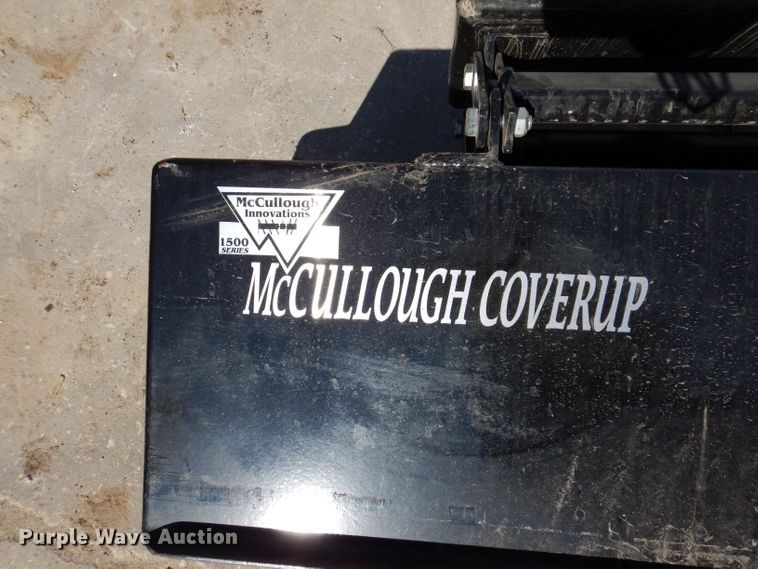 McCullough
Innovations
1500
SERIES
McCULLOUGH COVERUP
Purple Wave Auction